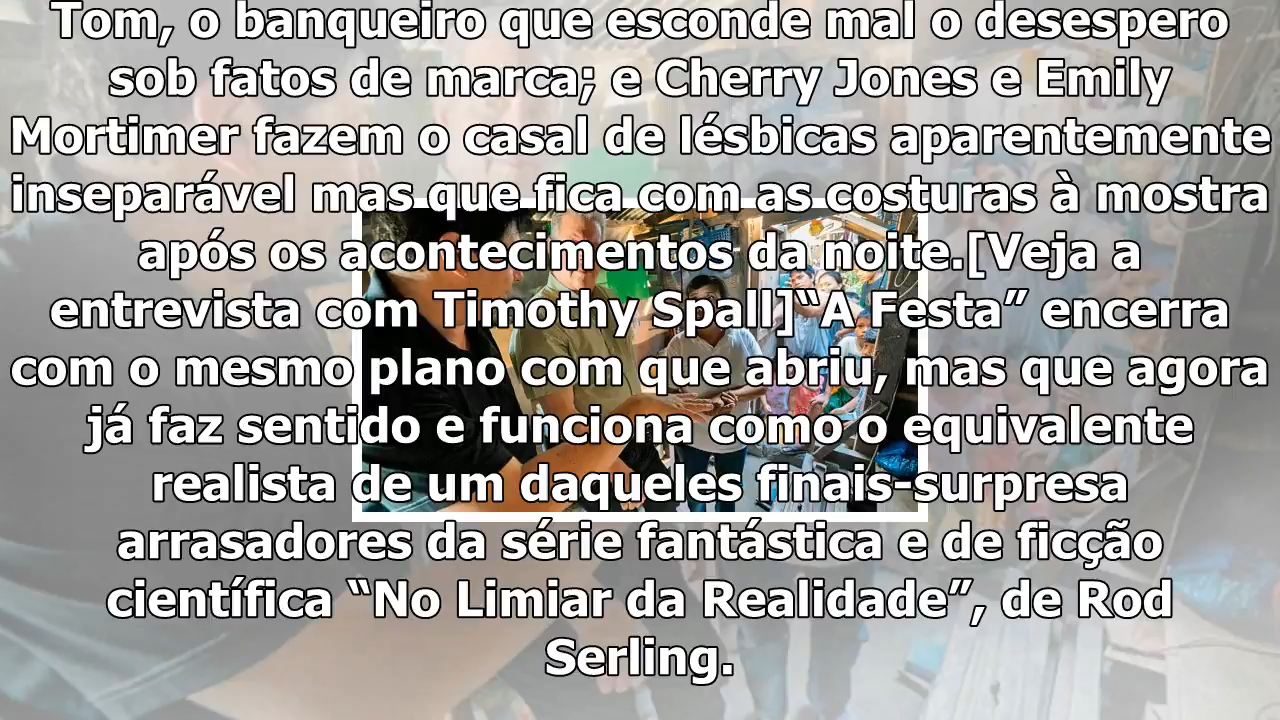 Tom, o banqueiro que esconde mal o desespero
sob fatos de marca; e Cherry Jones e Emily
Mortimer fazem o casal de lésbicas aparentemente
inseparável mas que fica com as costuras à mostra
após os acontecimentos da noite.[Veja a
entrevista com Timothy Spall]“A Festa” encerra
com o mesmo plano com que abriu, mas que agora
já faz sentido e funciona como o equivalente
realista de um daqueles finais-surpresa
arrasadores da série fantástica e de ficção
científica “No Limiar da Realidade”, de Rod
Serling.